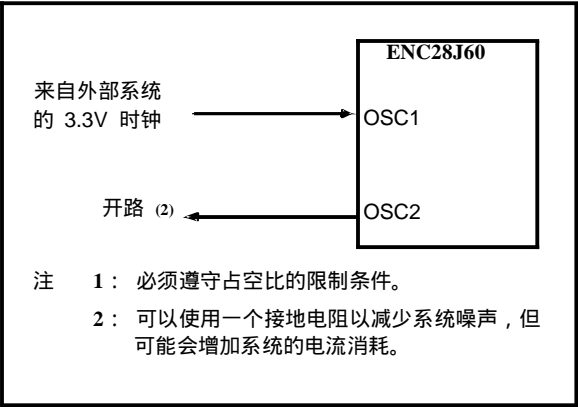 ENC28J60
来自外部系统
的 3.3V 时钟
OSC1
开路 (2)
OSC2
注 1： 必须遵守占空比的限制条件。
2： 可以使用一个接地电阻以减少系统噪声，但
可能会增加系统的电流消耗。